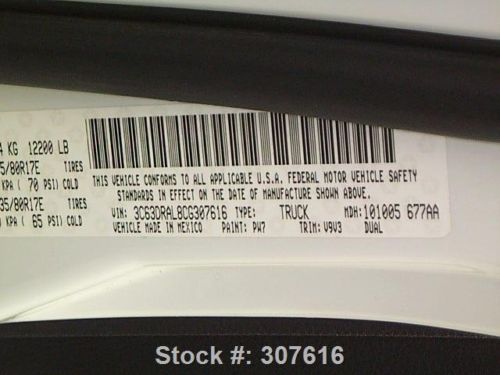 4 KG 12200 LB
5/80R17E TIRES
KPA ( 70 PSI) COLD
35/80R17E TIRES
KPA ( 65 PSI) COLD
THIS VEHICLE CONFORMS TO ALL APPLICABLE U.S.A. FEDERAL MOTOR VEHICLE SAFETY
STANDARDS IN EFFECT ON THE DATE OF MANUFACTURE SHOWN ABOVE.
VIN: 3C63DRAL8CG307616 TYPE: TRUCK MDH: 101005 677AA
VEHICLE MADE IN MEXICO PAINT: PW7 TRIM: V9V3 DUAL
Stock #: 307616